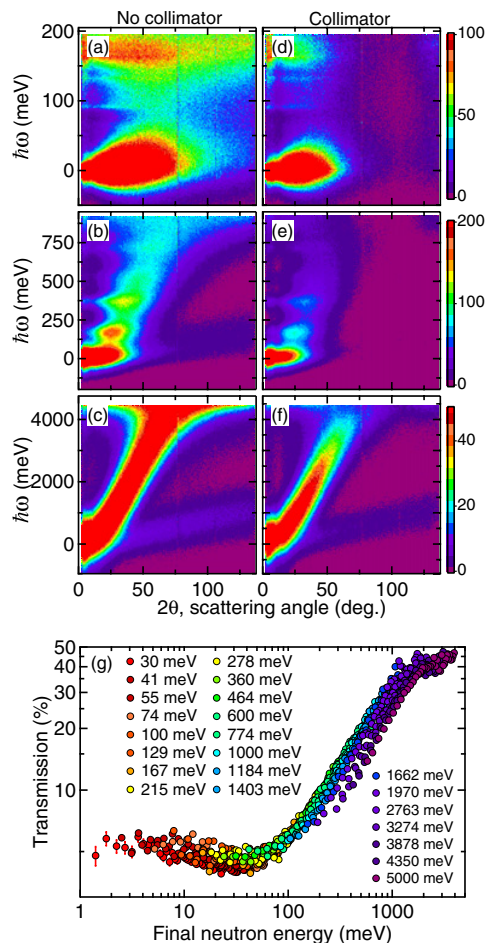 No collimator Collimator
(a) (d)
200
100
0
ħω (meV)
100
50
0
(b) (e)
750
500
250
0
ħω (meV)
200
100
0
(c) (f)
4000
2000
0
ħω (meV)
40
20
0
0 50 100 0 50 100
2θ, scattering angle (deg.)
(g)
50
40
30
20
10
Transmission (%)
30 meV 278 meV
41 meV 360 meV
55 meV 464 meV
74 meV 600 meV
100 meV 774 meV
129 meV 1000 meV
167 meV 1184 meV
215 meV 1403 meV
1662 meV
1970 meV
2763 meV
3274 meV
3878 meV
4350 meV
5000 meV
1 10 100 1000
Final neutron energy (meV)